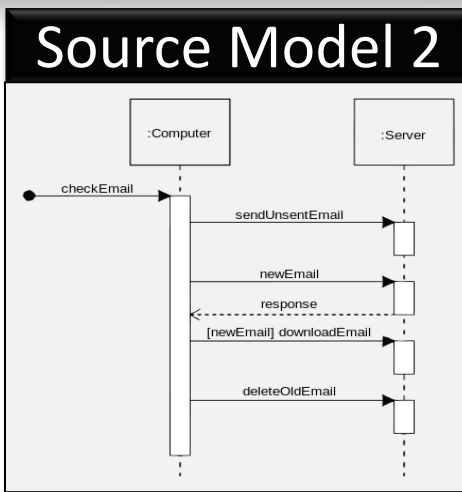 Source Model 2
:Computer
:Server
checkEmail
sendUnsentEmail
newEmail
response
[newEmail] downloadEmail
deleteOldEmail